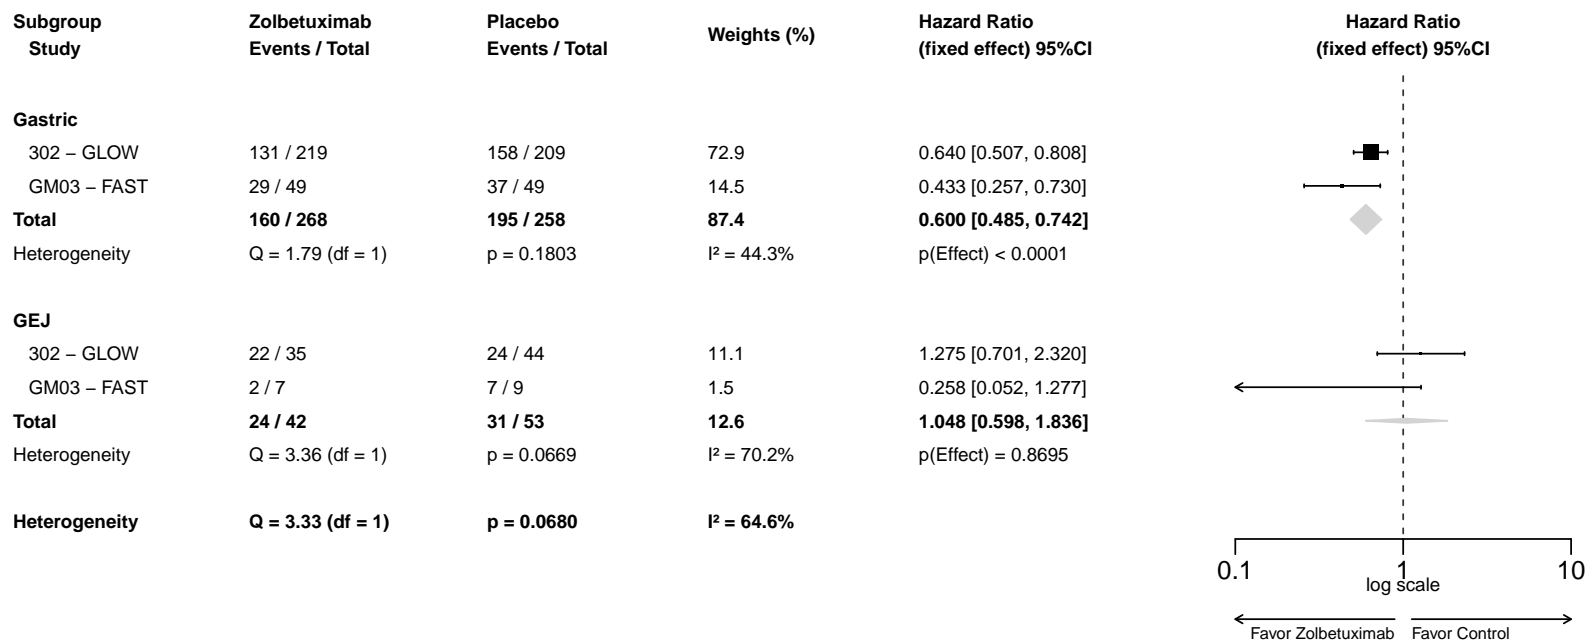 Subgroup Zolbetuximab Placebo Weights (%) Hazard Ratio Hazard Ratio
Study Events / Total Events / Total (fixed effect) 95%CI (fixed effect) 95%CI
Gastric
302 – GLOW 131 / 219 158 / 209 72.9 0.640 [0.507, 0.808]
GM03 – FAST 29 / 49 37 / 49 14.5 0.433 [0.257, 0.730]
Total 160 / 268 195 / 258 87.4 0.600 [0.485, 0.742]
Heterogeneity Q = 1.79 (df = 1) p = 0.1803 I² = 44.3% p(Effect) < 0.0001
GEJ
302 – GLOW 22 / 35 24 / 44 11.1 1.275 [0.701, 2.320]
GM03 – FAST 2 / 7 7 / 9 1.5 0.258 [0.052, 1.277]
Total 24 / 42 31 / 53 12.6 1.048 [0.598, 1.836]
Heterogeneity Q = 3.36 (df = 1) p = 0.0669 I² = 70.2% p(Effect) = 0.8695
Heterogeneity Q = 3.33 (df = 1) p = 0.0680 I² = 64.6%
0.1 1 10
log scale
Favor Zolbetuximab Favor Control